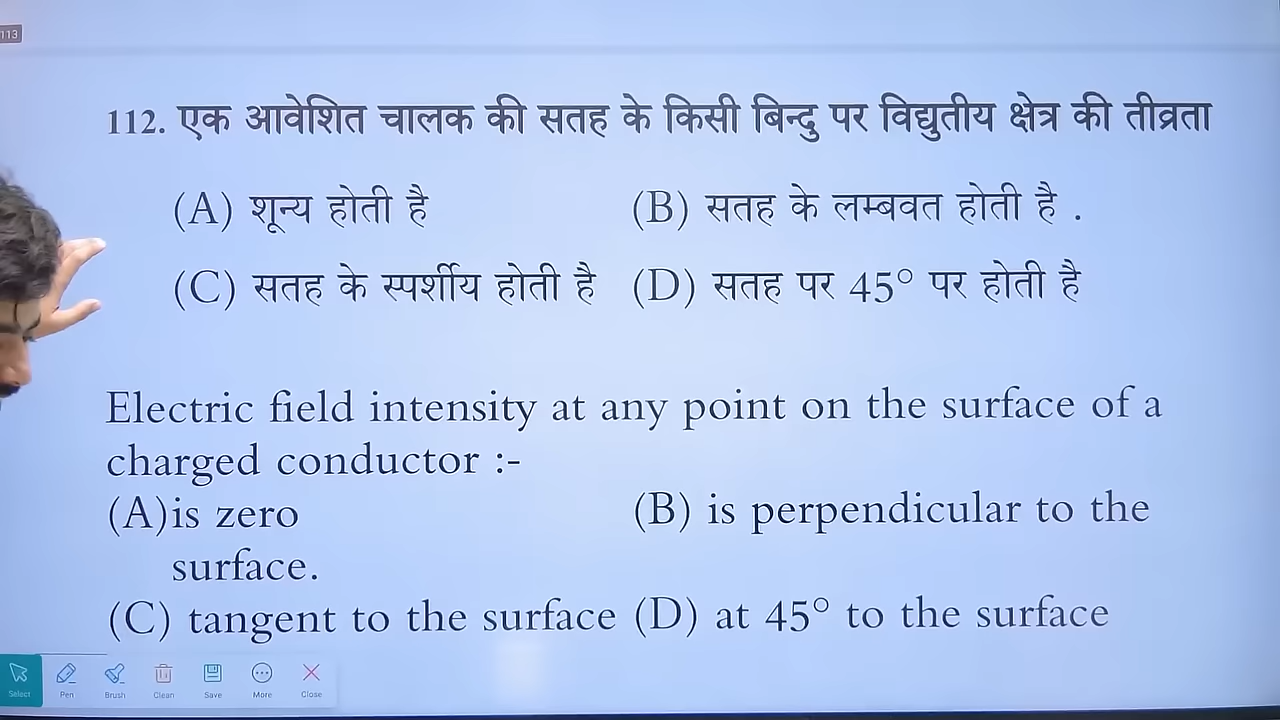 113
112. एक आवेशित चालक की सतह के किसी बिन्दु पर विद्युतीय क्षेत्र की तीव्रता
(A) शून्य होती है (B) सतह के लम्बवत होती है .
(C) सतह के स्पर्शीय होती है (D) सतह पर 45° पर होती है
Electric field intensity at any point on the surface of a
charged conductor :-
(A)is zero (B) is perpendicular to the
surface.
(C) tangent to the surface (D) at 45° to the surface
Select Pen Brush Clean Save More Close